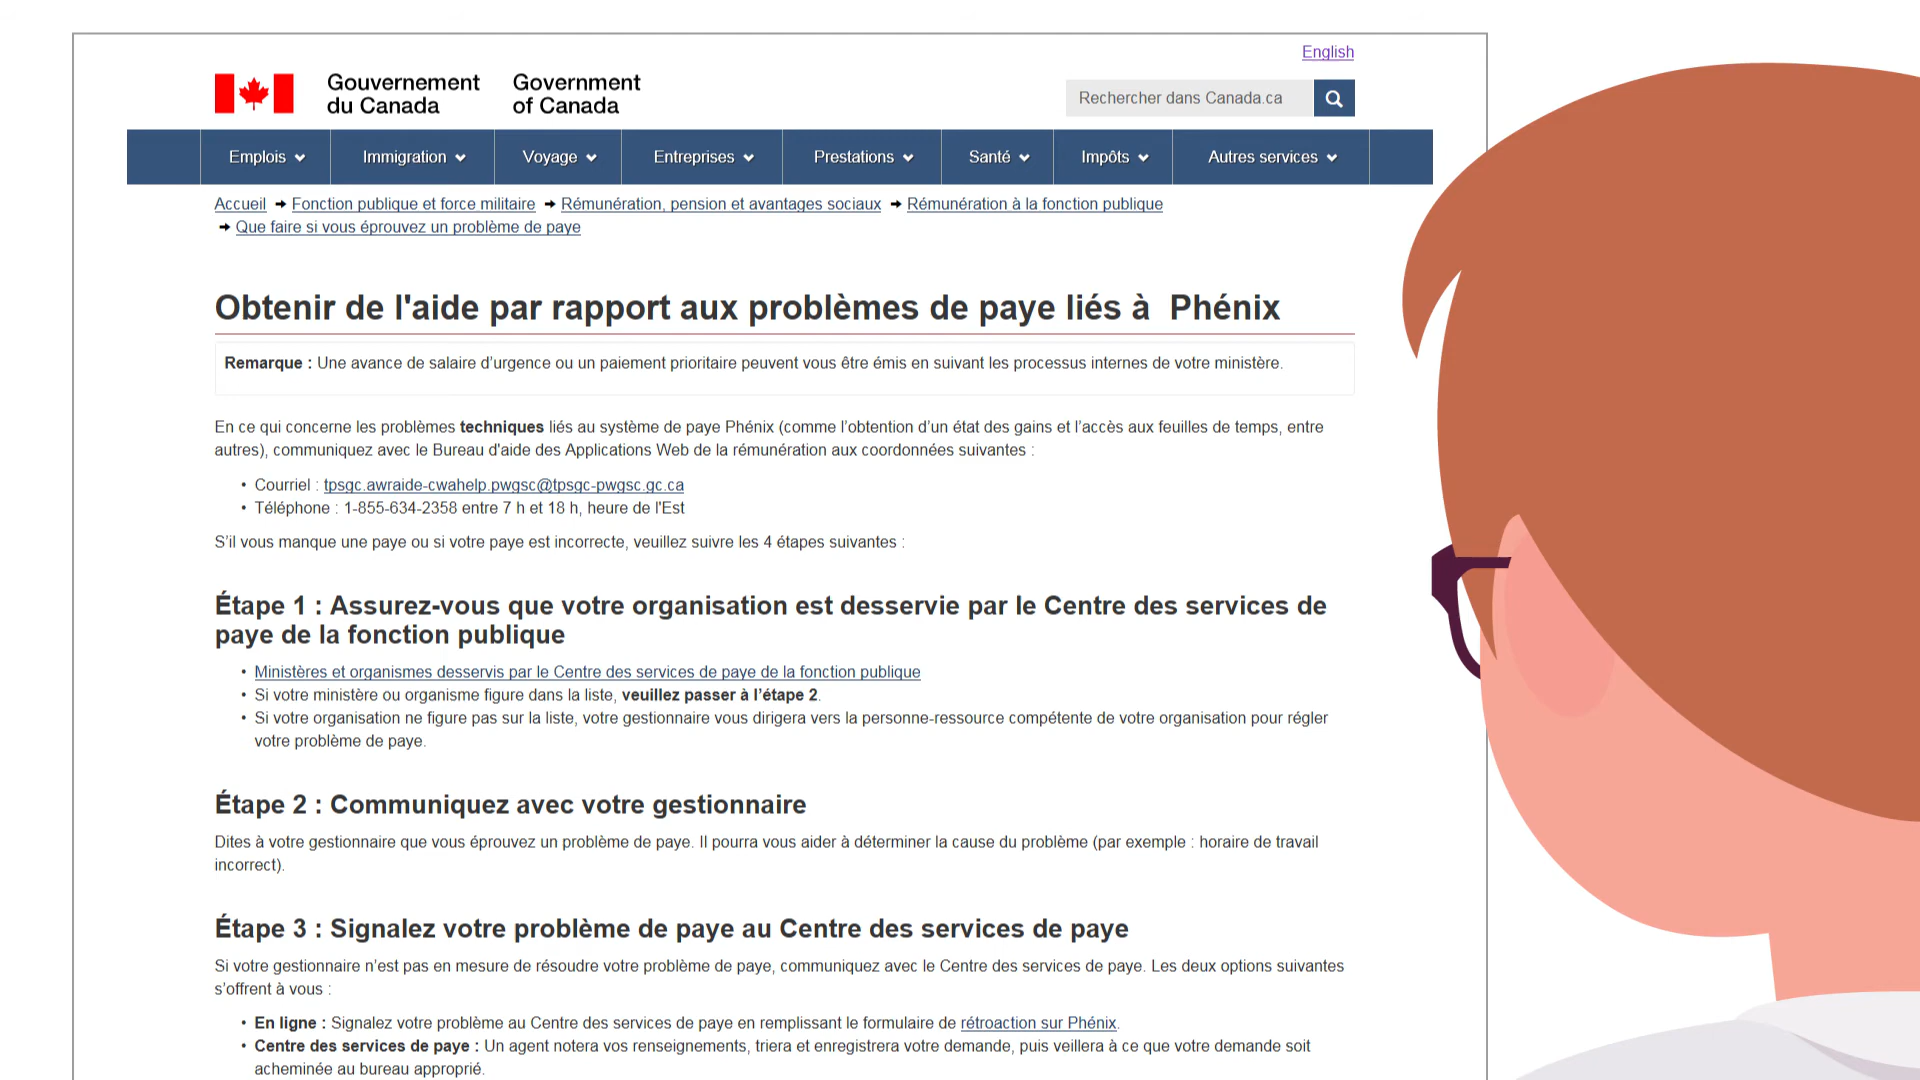 English
Gouvernement du Canada
Government of Canada
Rechercher dans Canada.ca
Emplois Immigration Voyage Entreprises Prestations Santé Impôts Autres services
Accueil ➞ Fonction publique et force militaire ➞ Rémunération, pension et avantages sociaux ➞ Rémunération à la fonction publique
➞ Que faire si vous éprouvez un problème de paye
Obtenir de l'aide par rapport aux problèmes de paye liés à Phénix
Remarque : Une avance de salaire d’urgence ou un paiement prioritaire peuvent vous être émis en suivant les processus internes de votre ministère.
En ce qui concerne les problèmes techniques liés au système de paye Phénix (comme l’obtention d’un état des gains et l’accès aux feuilles de temps, entre
autres), communiquez avec le Bureau d'aide des Applications Web de la rémunération aux coordonnées suivantes :
• Courriel : tpsgc.awraide-cwahelp.pwgsc@tpsgc-pwgsc.gc.ca
• Téléphone : 1-855-634-2358 entre 7 h et 18 h, heure de l'Est
S’il vous manque une paye ou si votre paye est incorrecte, veuillez suivre les 4 étapes suivantes :
Étape 1 : Assurez-vous que votre organisation est desservie par le Centre des services de
paye de la fonction publique
• Ministères et organismes desservis par le Centre des services de paye de la fonction publique
• Si votre ministère ou organisme figure dans la liste, veuillez passer à l’étape 2.
• Si votre organisation ne figure pas sur la liste, votre gestionnaire vous dirigera vers la personne-ressource compétente de votre organisation pour régler
votre problème de paye.
Étape 2 : Communiquez avec votre gestionnaire
Dites à votre gestionnaire que vous éprouvez un problème de paye. Il pourra vous aider à déterminer la cause du problème (par exemple : horaire de travail
incorrect).
Étape 3 : Signalez votre problème de paye au Centre des services de paye
Si votre gestionnaire n’est pas en mesure de résoudre votre problème de paye, communiquez avec le Centre des services de paye. Les deux options suivantes
s’offrent à vous :
• En ligne : Signalez votre problème au Centre des services de paye en remplissant le formulaire de rétroaction sur Phénix.
• Centre des services de paye : Un agent notera vos renseignements, triera et enregistrera votre demande, puis veillera à ce que votre demande soit
acheminée au bureau approprié.